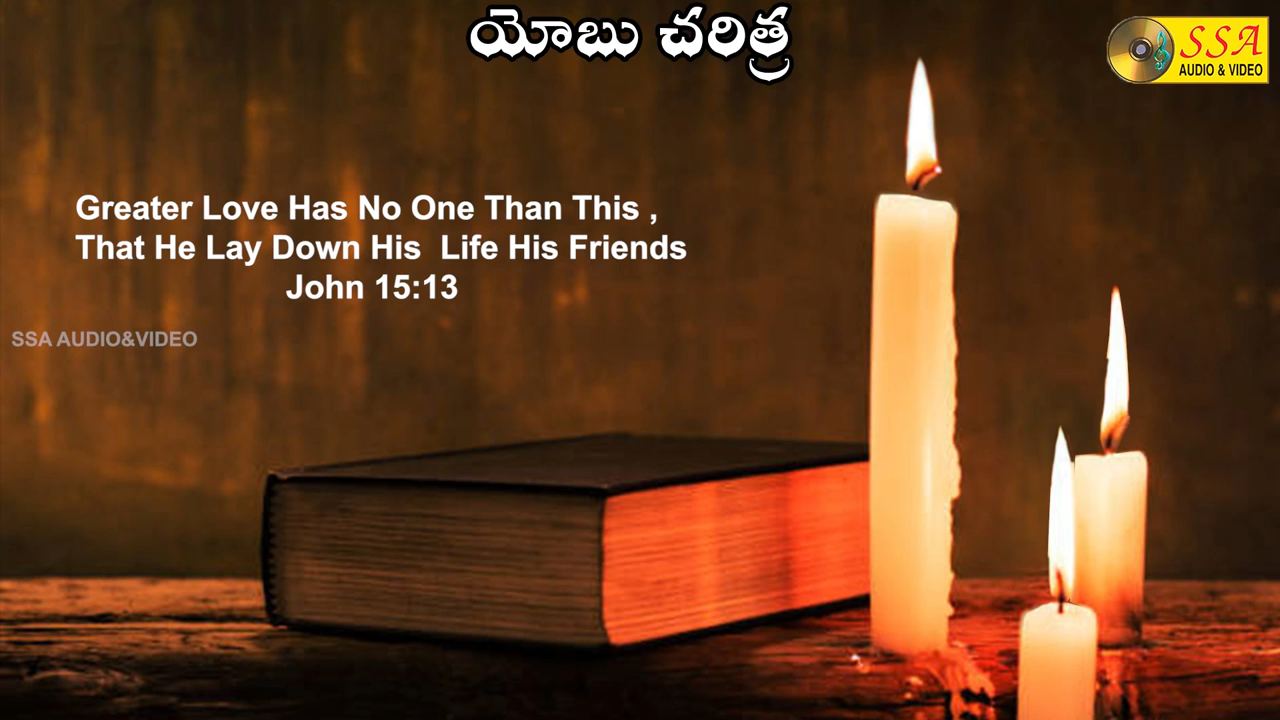 యోబు చరిత్ర
SSA
AUDIO & VIDEO
Greater Love Has No One Than This ,
That He Lay Down His  Life His Friends
John 15:13
SSA AUDIO&VIDEO